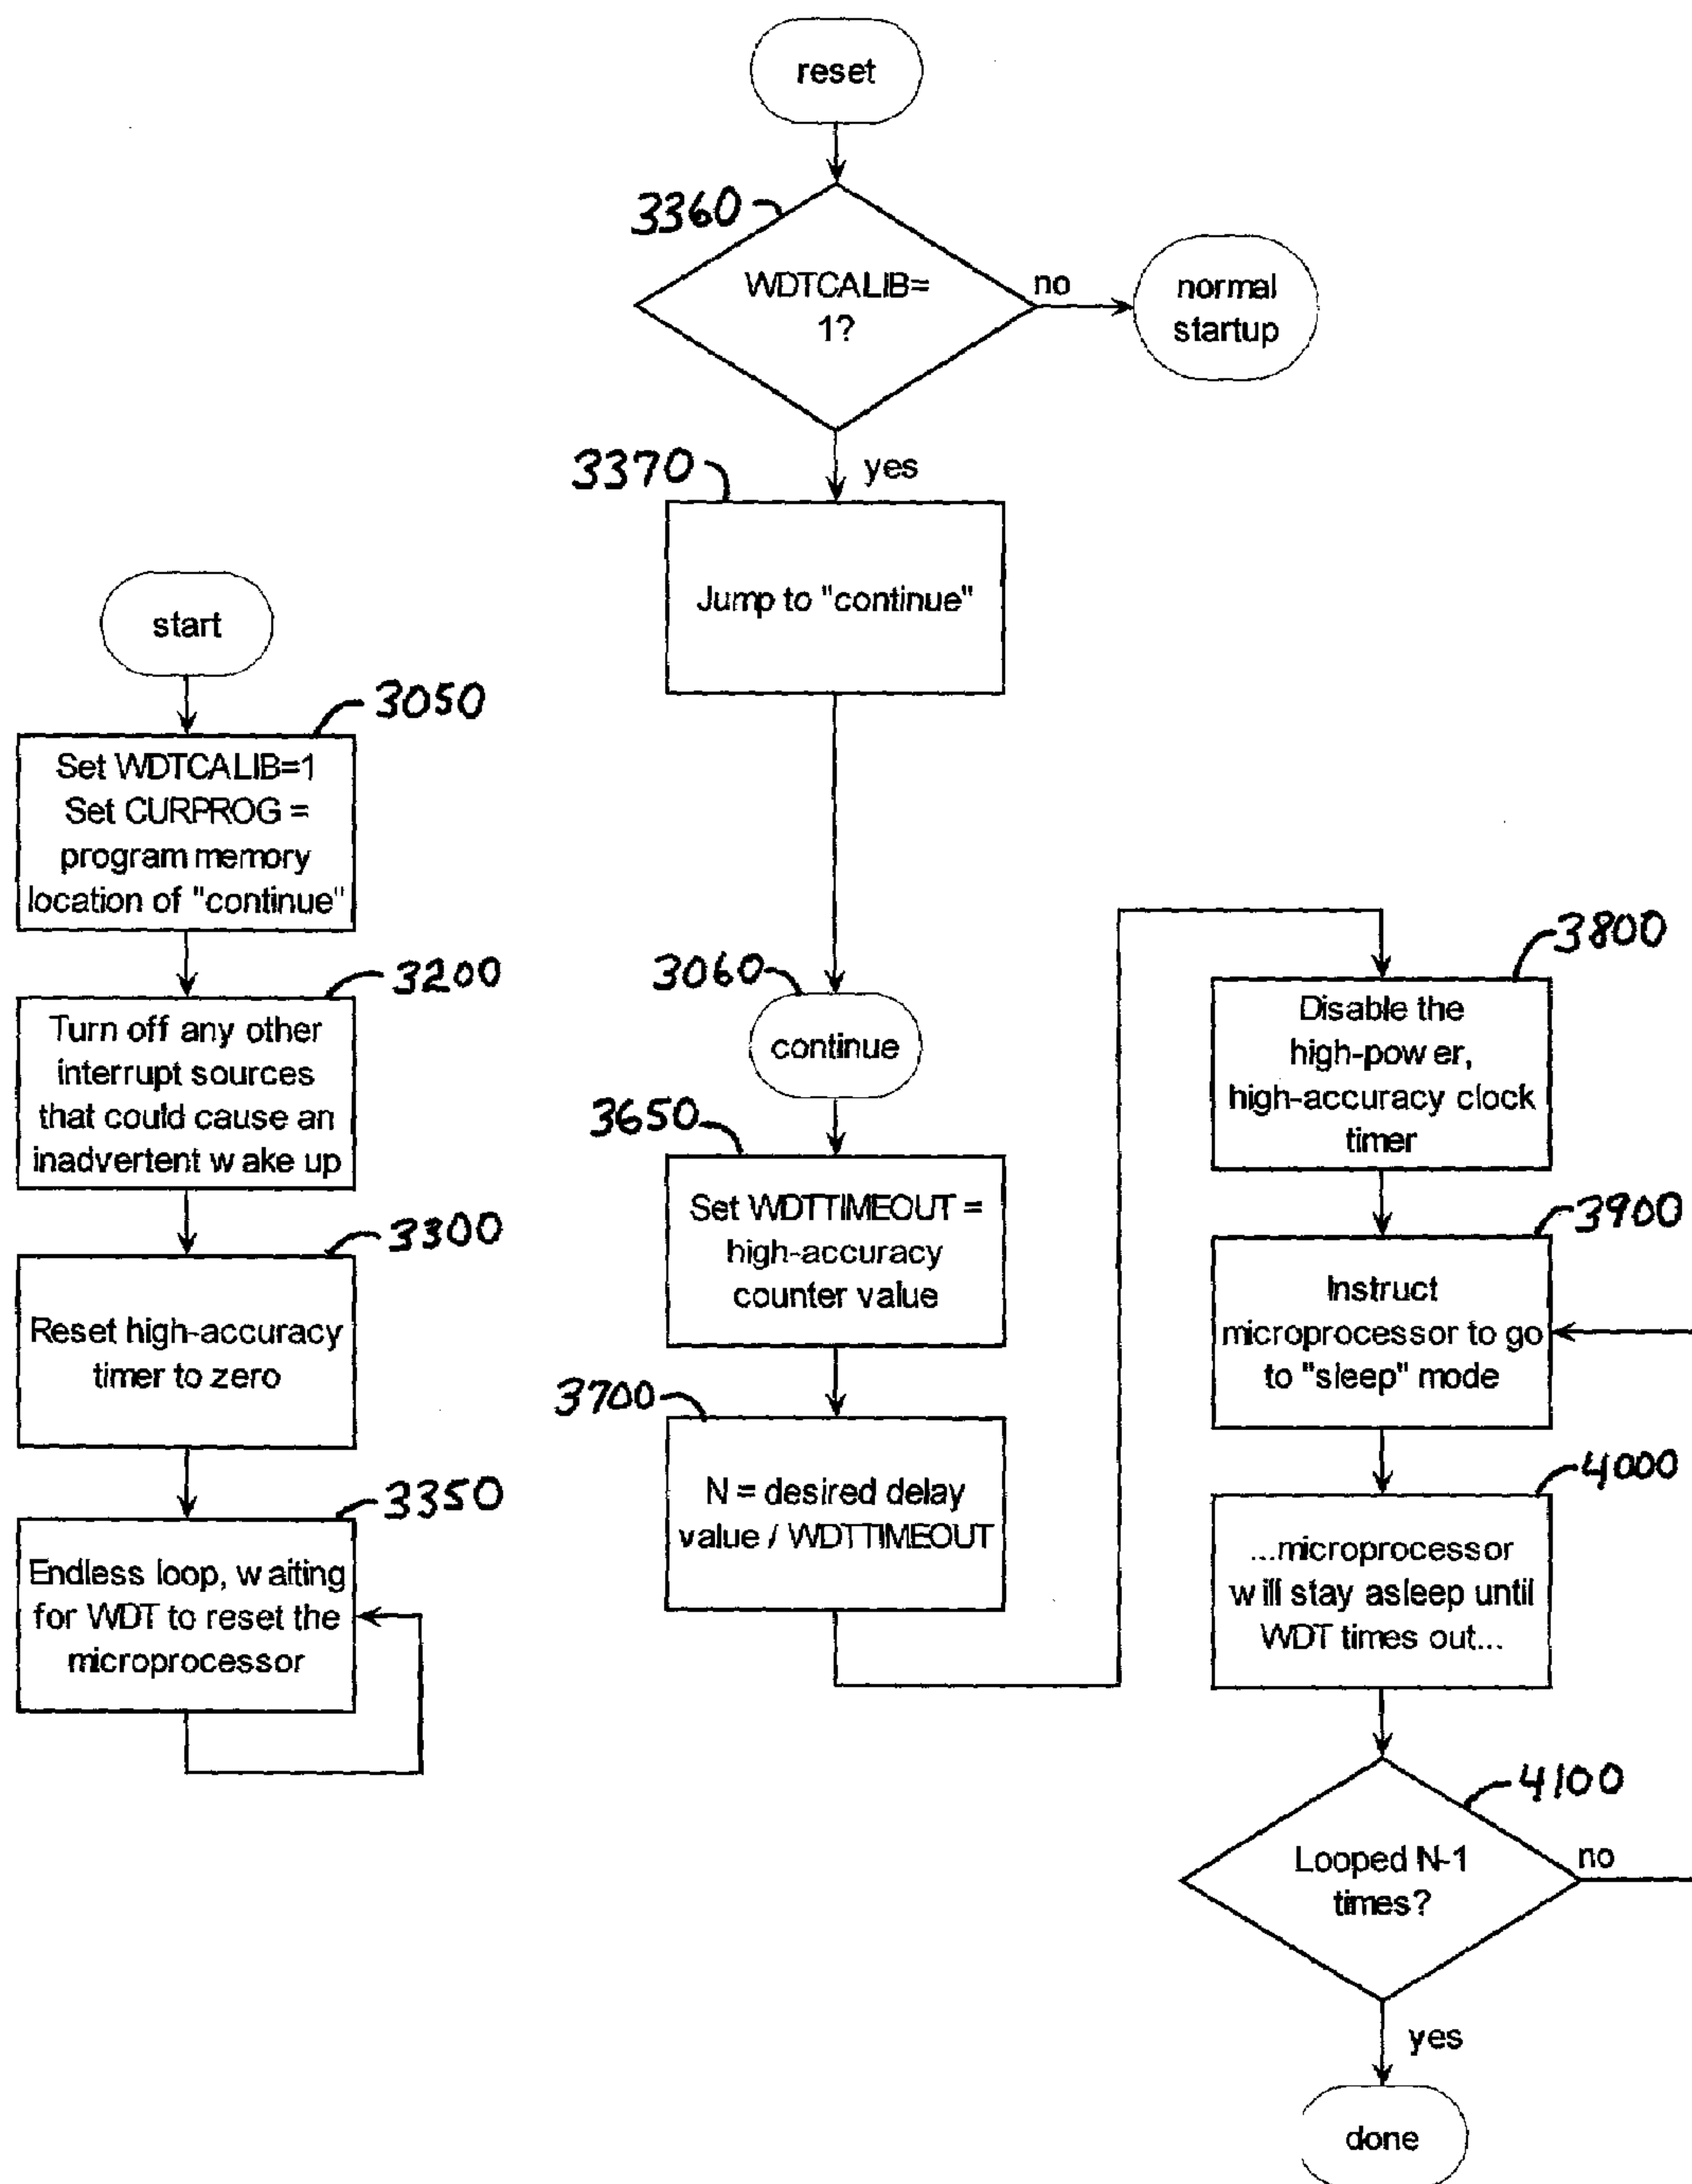 reset
3360
WDTCALIB=
1?
no
normal
startup
yes
3370
Jump to "continue"
start
3050
Set WDTCALIB=1
Set CURPROG =
program memory
location of "continue"
3200
Turn off any other
interrupt sources
that could cause an
inadvertent wake up
3300
Reset high-accuracy
timer to zero
3350
Endless loop, waiting
for WDT to reset the
microprocessor
3060
continue
3650
Set WDTTIMEOUT =
high-accuracy
counter value
3700
N = desired delay
value / WDTTIMEOUT
3800
Disable the
high-power,
high-accuracy clock
timer
3900
Instruct
microprocessor to go
to "sleep" mode
4000
...microprocessor
will stay asleep until
WDT times out...
4100
Looped N-1
times?
no
yes
done